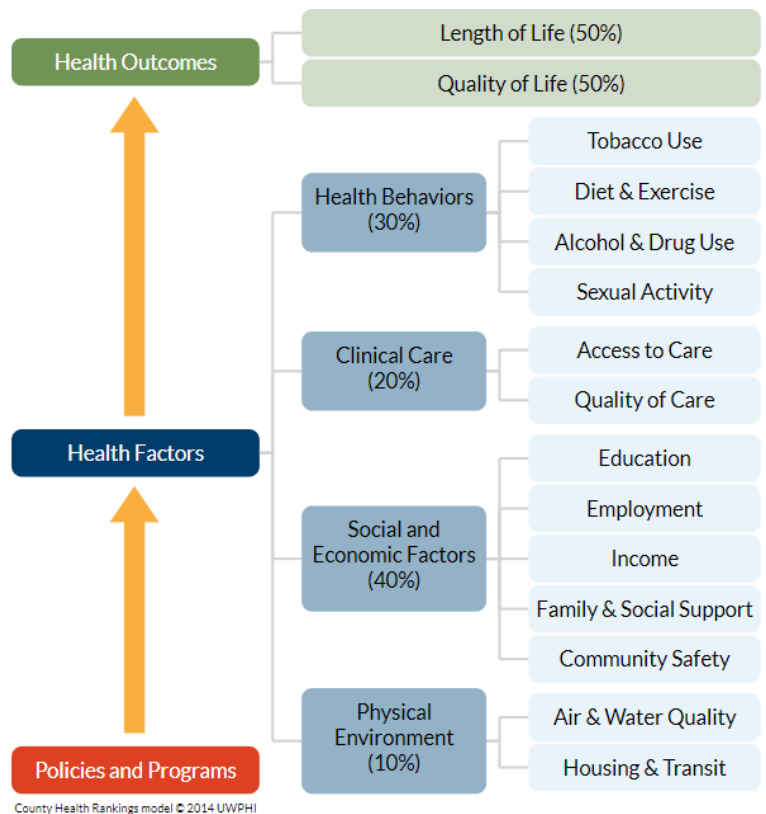 Health Outcomes
Length of Life (50%)
Quality of Life (50%)
Health Factors
Health Behaviors
(30%)
Tobacco Use
Diet & Exercise
Alcohol & Drug Use
Sexual Activity
Clinical Care
(20%)
Access to Care
Quality of Care
Social and
Economic Factors
(40%)
Education
Employment
Income
Family & Social Support
Community Safety
Physical
Environment
(10%)
Air & Water Quality
Housing & Transit
Policies and Programs
County Health Rankings model © 2014 UWPHI